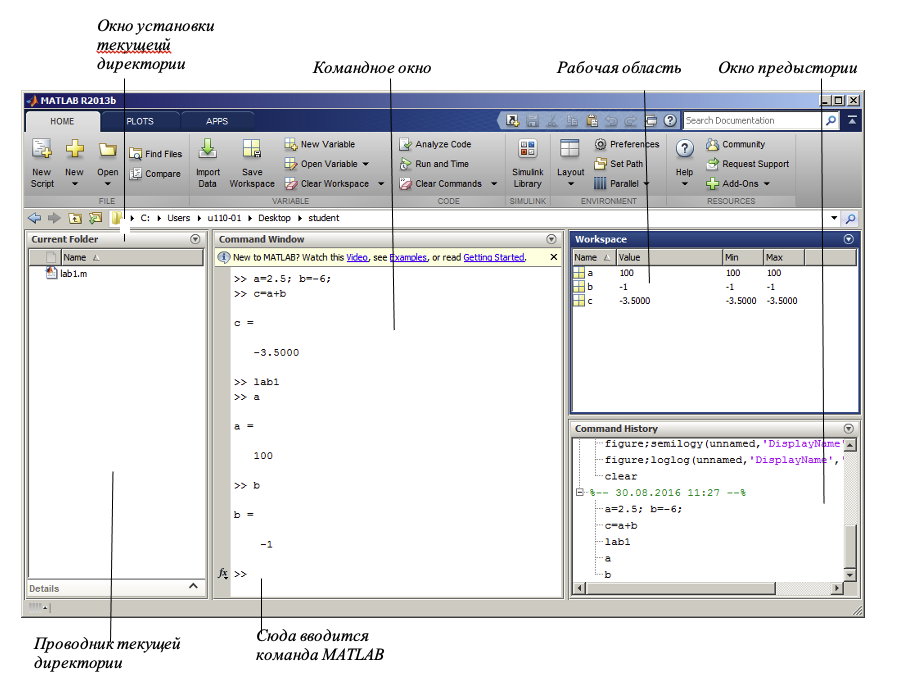 Окно установки
текущецй
директории
Командное окно
Рабочая область
Окно предыстории
MATLAB R2013b
HOME
PLOTS
APPS
Search Documentation
New Script
New
Open
Find Files
Compare
Import Data
Save Workspace
New Variable
Open Variable
Clear Workspace
Analyze Code
Run and Time
Clear Commands
Simulink Library
Layout
Preferences
Set Path
Parallel
Help
Community
Request Support
Add-Ons
FILE
VARIABLE
CODE
SIMULINK
ENVIRONMENT
RESOURCES
C: Users u110-01 Desktop student
Current Folder
Name
lab1.m
Details
Command Window
New to MATLAB? Watch this Video, see Examples, or read Getting Started.
>> a=2.5; b=-6;
>> c=a+b
c =
-3.5000
>> lab1
>> a
a =
100
>> b
b =
-1
fx >>
Workspace
Name Value Min Max
a 100 100 100
b -1 -1 -1
c -3.5000 -3.5000 -3.5000
Command History
figure;semilogy(unnamed,'DisplayName'
figure;loglog(unnamed,'DisplayName','
clear
%-- 30.08.2016 11:27 --%
a=2.5; b=-6;
c=a+b
lab1
a
b
Проводник текущей
директории
Сюда вводится
команда MATLAB